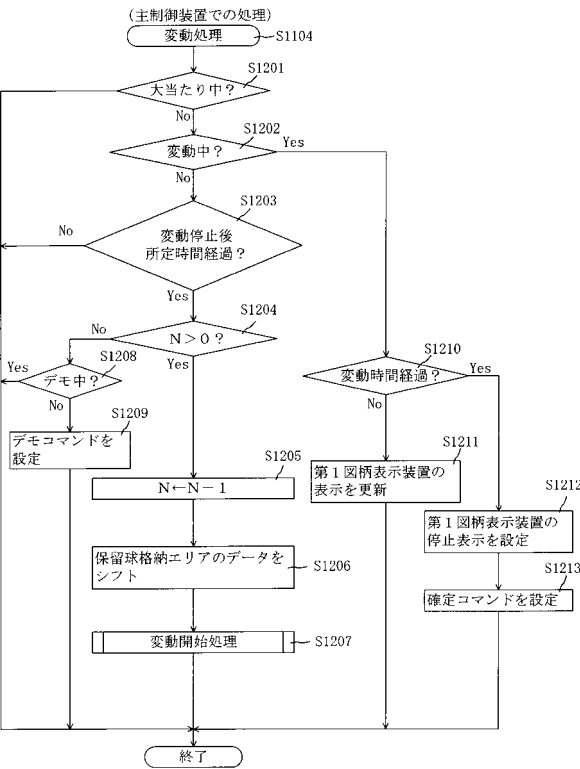 (主制御装置での処理)
変動処理
S1104
S1201
大当たり中？
No
S1202
変動中？
Yes
No
S1203
変動停止後
所定時間経過？
No
Yes
S1204
N＞0？
No
Yes
S1208
デモ中？
Yes
No
S1209
デモコマンドを
設定
S1210
変動時間経過？
Yes
No
S1211
第１図柄表示装置の
表示を更新
S1205
N←N－1
S1212
第１図柄表示装置の
停止表示を設定
S1206
保留球格納エリアのデータを
シフト
S1213
確定コマンドを設定
変動開始処理
S1207
終了